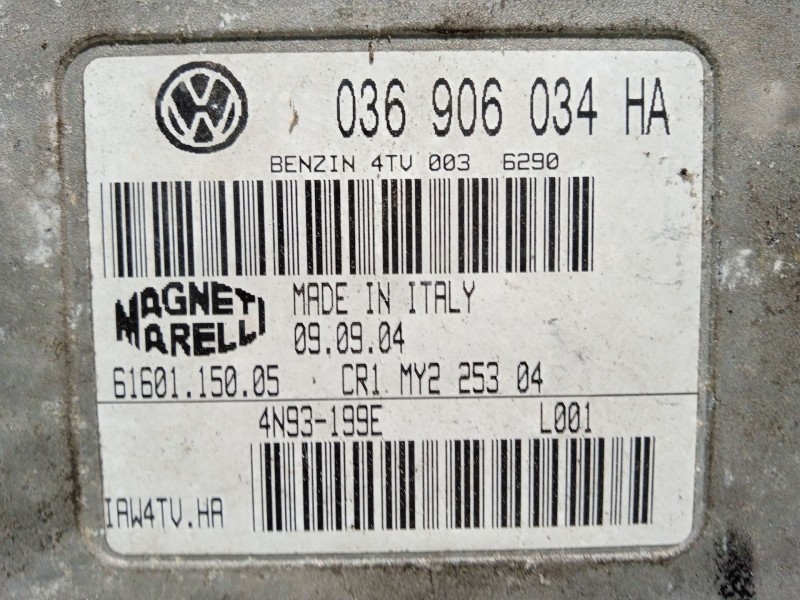 VW 036 906 034 HA
BENZIN 4TV 003 6290
MAGNETI
MARELLI
MADE IN ITALY
09.09.04
61601.150.05 CR1 MY2 253 04
4N93-199E L001
IAW4TV.HA